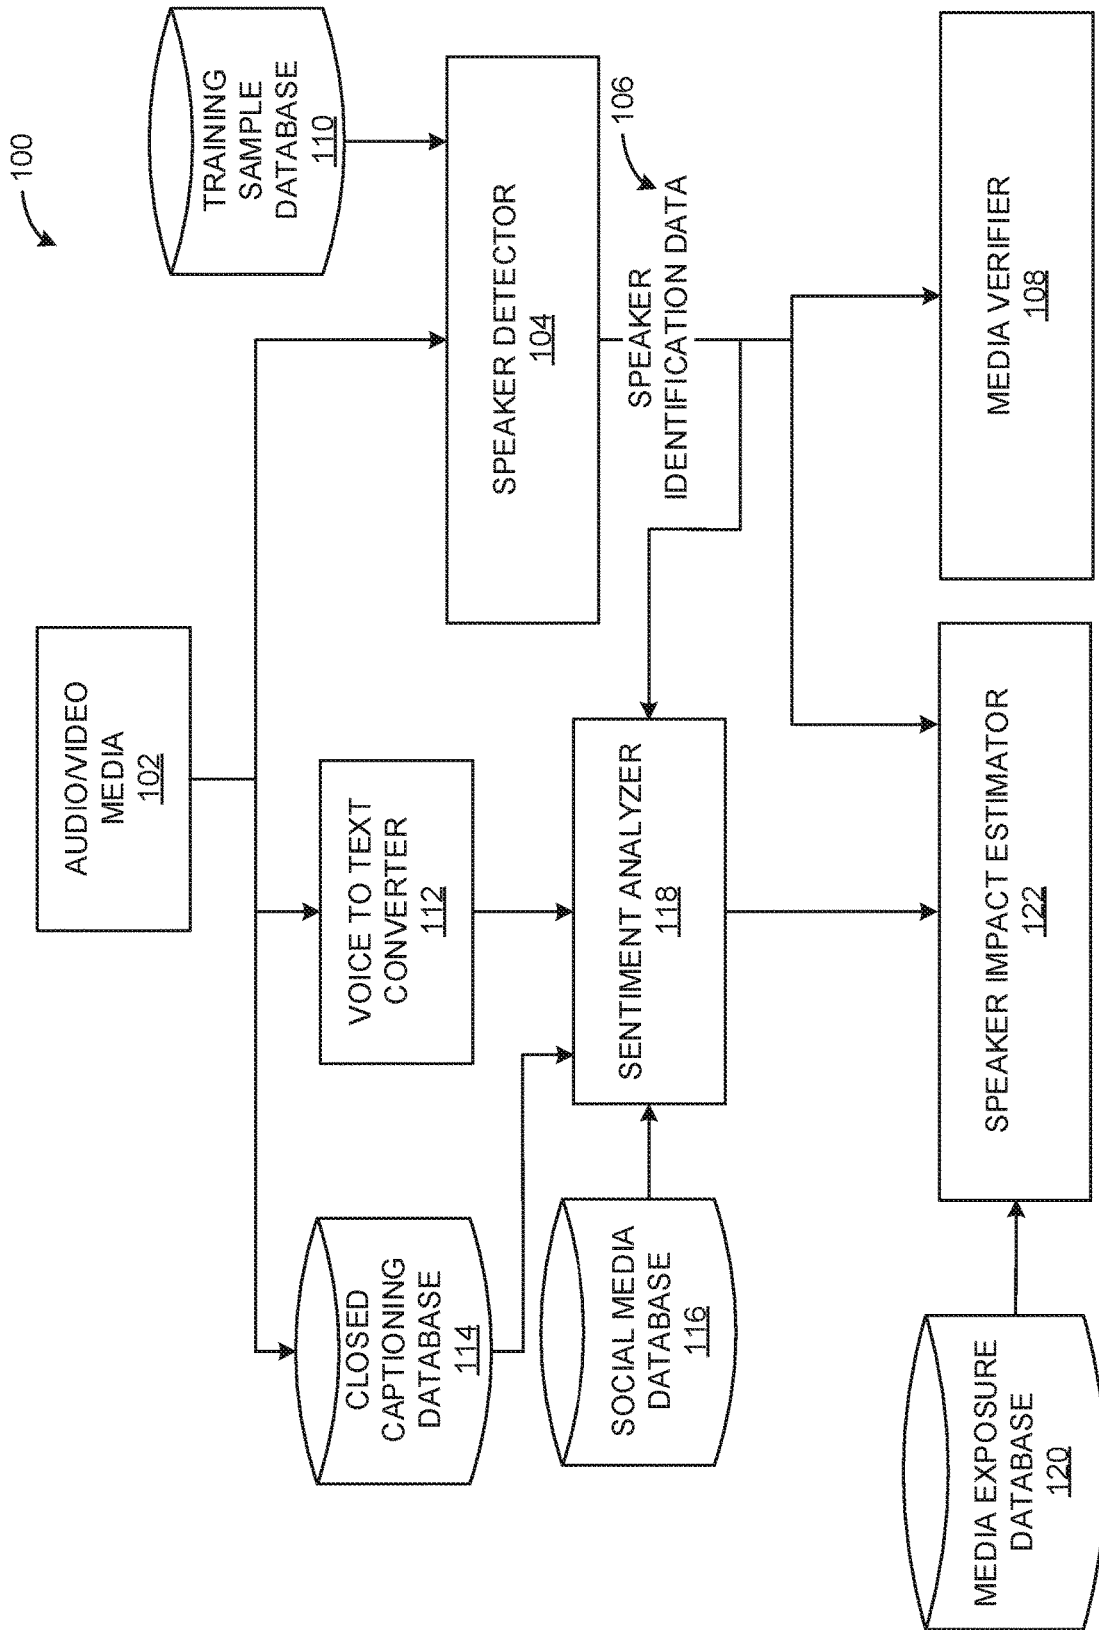 100
AUDIO/VIDEO
MEDIA
102
TRAINING
SAMPLE
DATABASE
110
CLOSED
CAPTIONING
DATABASE
114
VOICE TO TEXT
CONVERTER
112
SPEAKER DETECTOR
104
SOCIAL MEDIA
DATABASE
116
SENTIMENT ANALYZER
118
SPEAKER
IDENTIFICATION DATA
106
MEDIA EXPOSURE
DATABASE
120
SPEAKER IMPACT ESTIMATOR
122
MEDIA VERIFIER
108